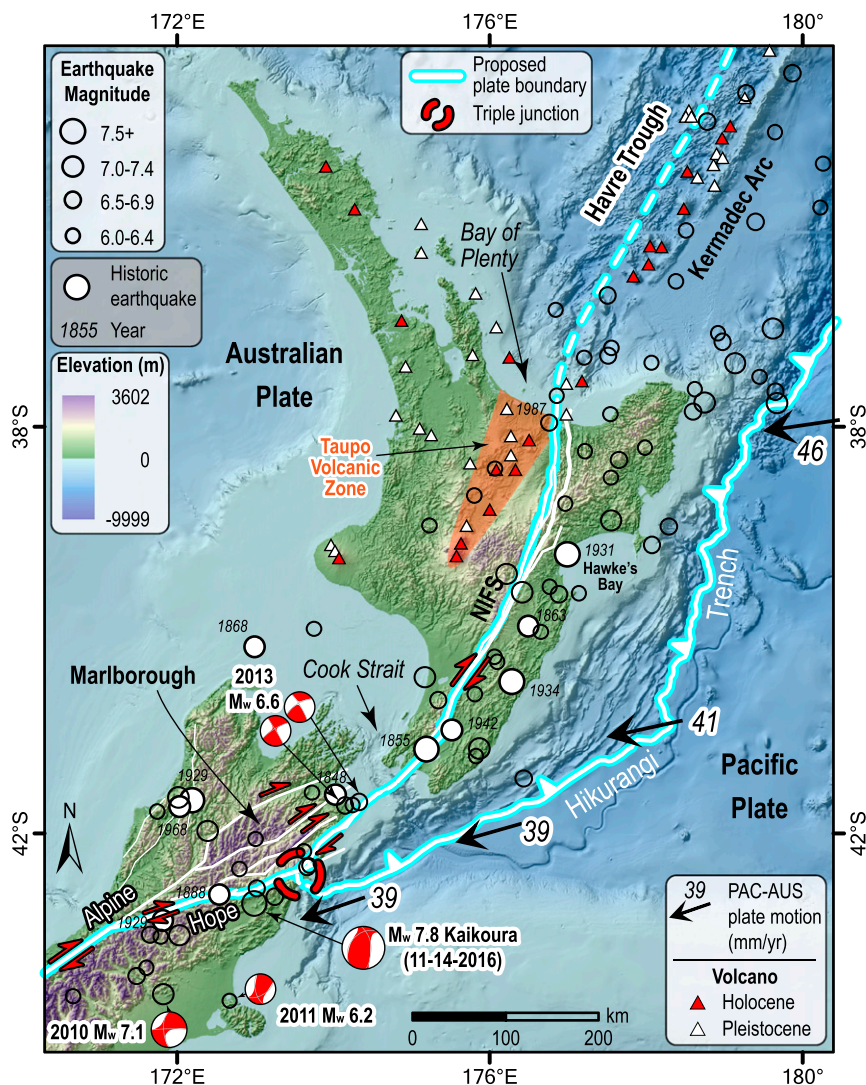 172°E
176°E
180°
Earthquake
Magnitude
7.5+
7.0-7.4
6.5-6.9
6.0-6.4
Historic
earthquake
1855 Year
Elevation (m)
3602
0
-9999
Proposed
plate boundary
Triple junction
Havre Trough
Kermadec Arc
Bay of
Plenty
Australian
Plate
1987
38°S
38°S
46
Taupo
Volcanic
Zone
1931
Hawke's
Bay
NIFS
1863
Trench
1868
2013
Mw 6.6
Cook Strait
Marlborough
1934
1942
1855
41
Pacific
Plate
Hikurangi
1929
1848
1968
N
42°S
42°S
39
39
Alpine
1888
1929
Hope
Mw 7.8 Kaikoura
(11-14-2016)
2011 Mw 6.2
2010 Mw 7.1
km
0
100
200
39 PAC-AUS
plate motion
(mm/yr)
Volcano
Holocene
Pleistocene
172°E
176°E
180°